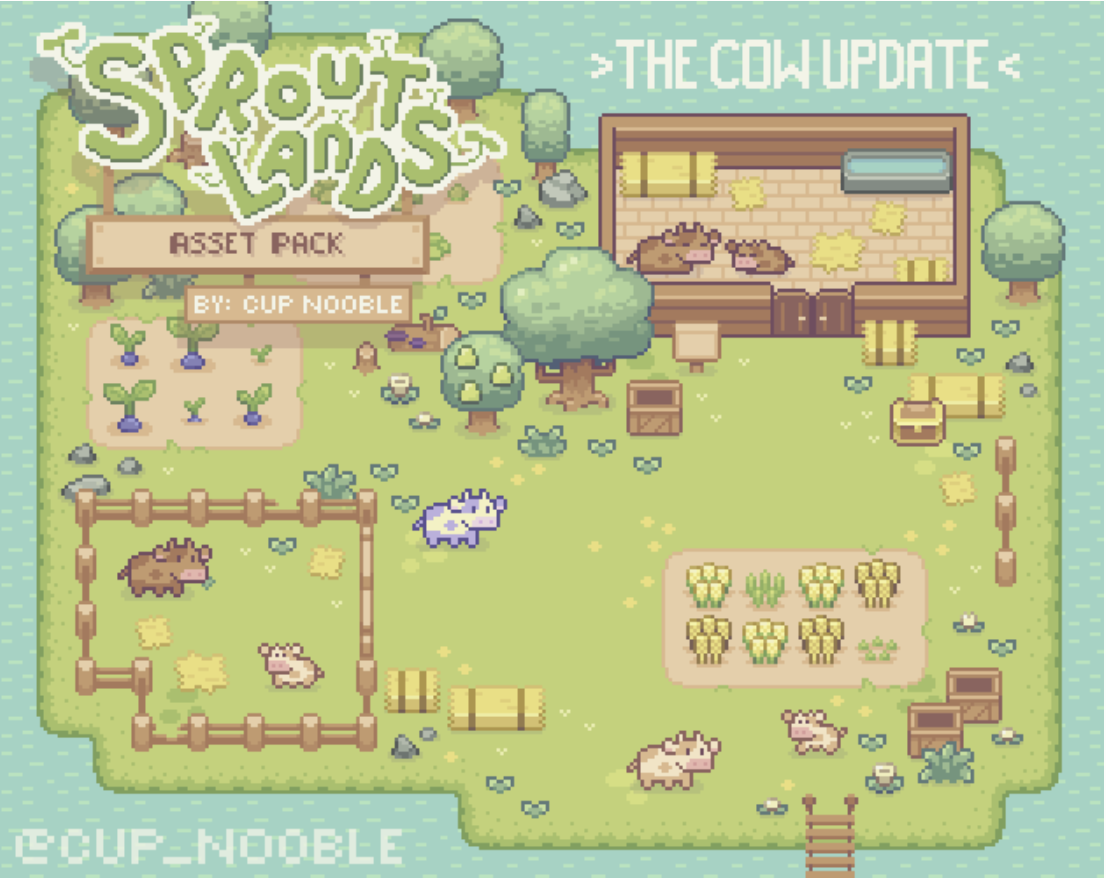 SPROUT
LANDS
>THE COW UPDATE<
ASSET PACK
BY: CUP NOOBLE
@CUP_NOOBLE